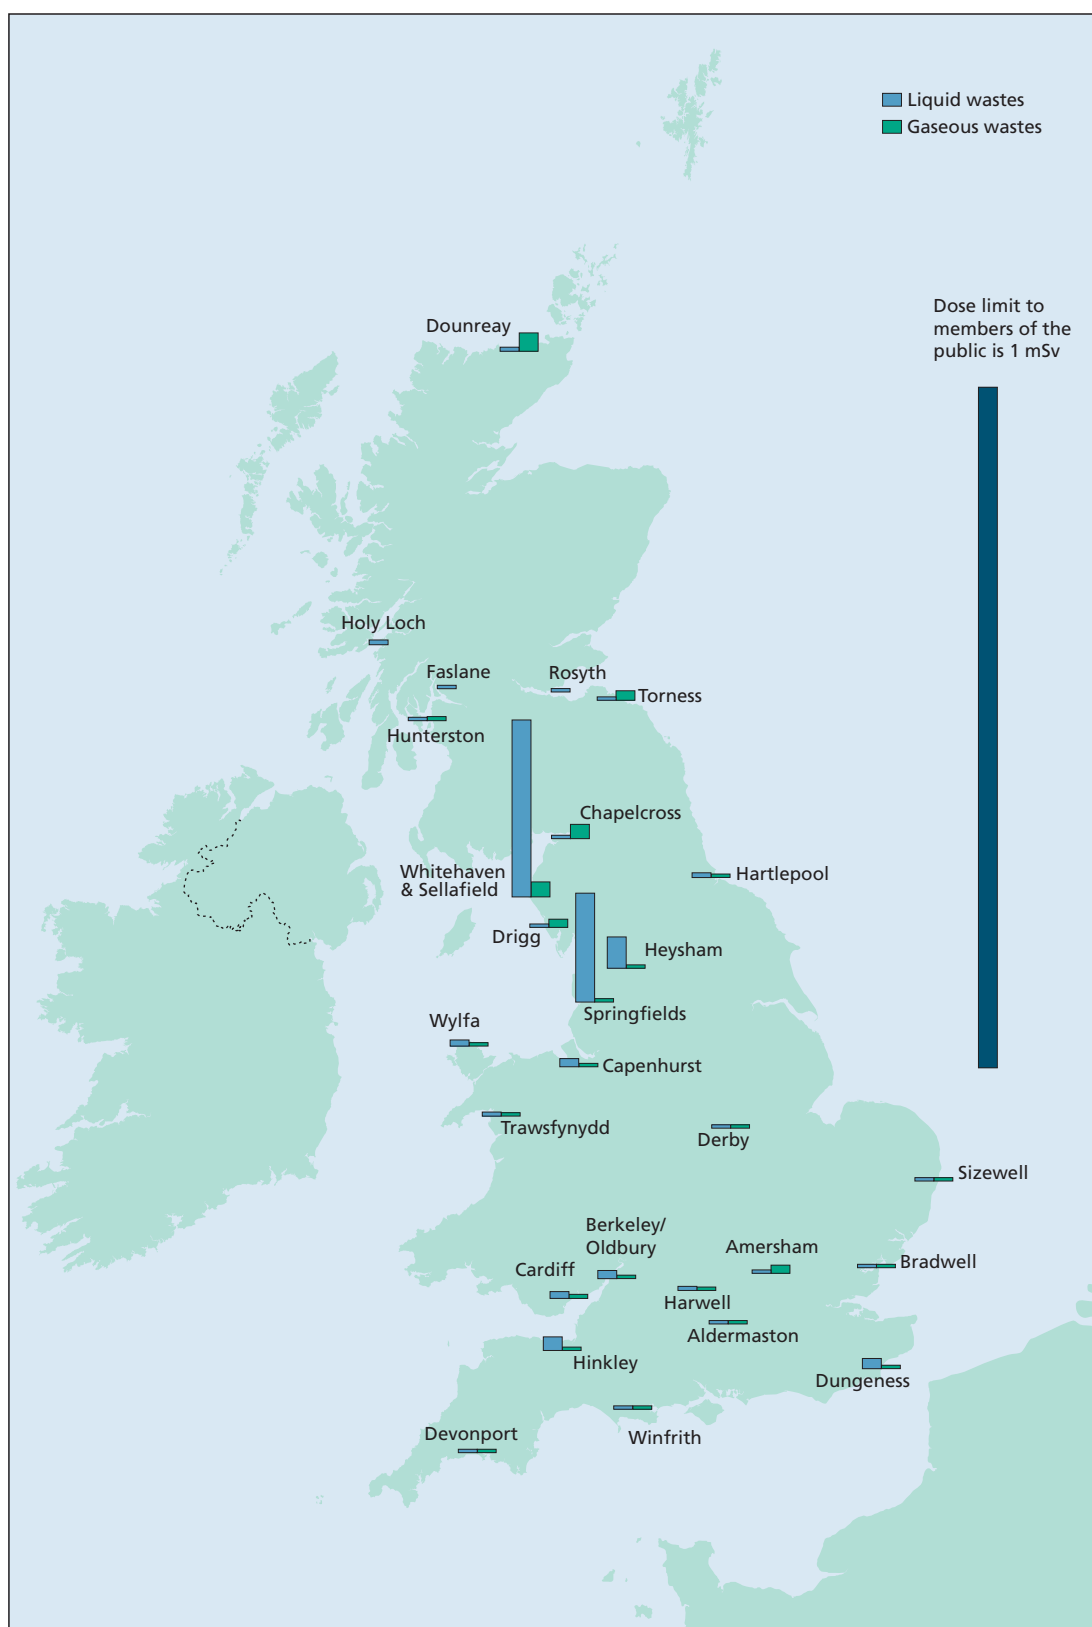 Liquid wastes
Gaseous wastes
Dose limit to
members of the
public is 1 mSv
Dounreay
Holy Loch
Faslane
Rosyth
Torness
Hunterston
Chapelcross
Whitehaven
& Sellafield
Hartlepool
Drigg
Heysham
Springfields
Wylfa
Capenhurst
Trawsfynydd
Derby
Sizewell
Berkeley/
Oldbury
Amersham
Bradwell
Cardiff
Harwell
Aldermaston
Hinkley
Dungeness
Devonport
Winfrith